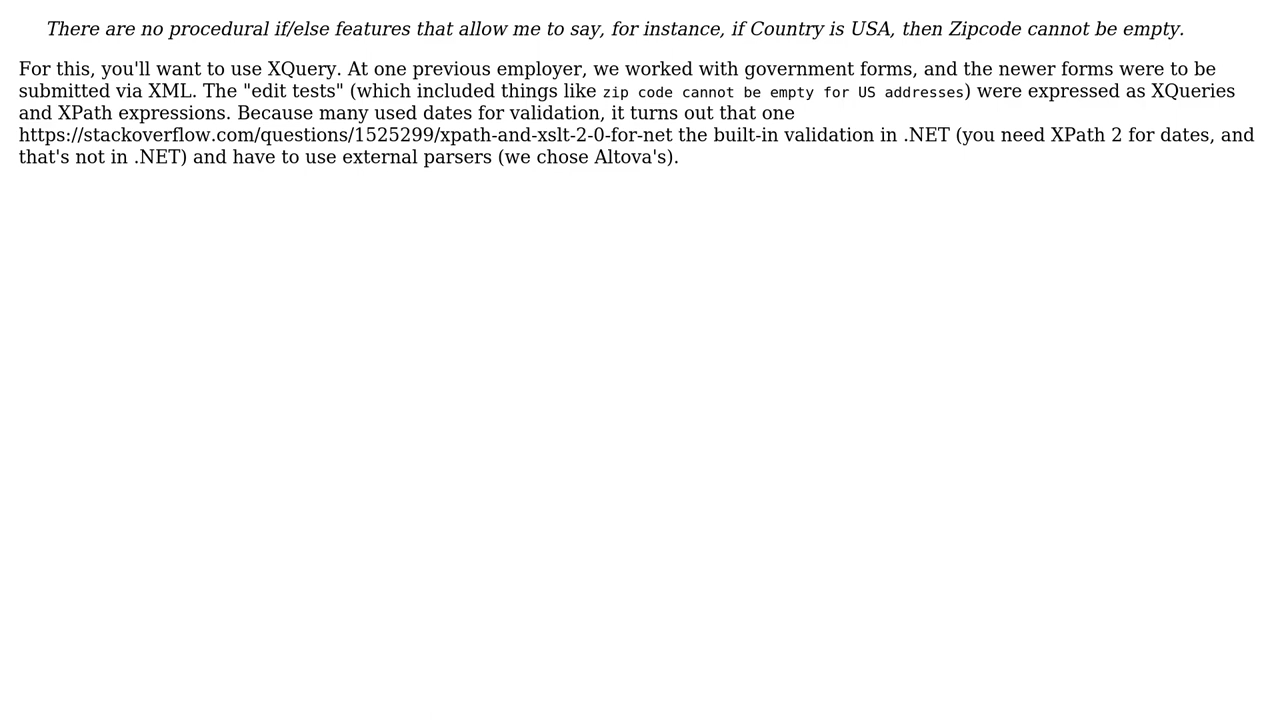 There are no procedural if/else features that allow me to say, for instance, if Country is USA, then Zipcode cannot be empty.
For this, you'll want to use XQuery. At one previous employer, we worked with government forms, and the newer forms were to be
submitted via XML. The "edit tests" (which included things like zip code cannot be empty for US addresses) were expressed as XQueries
and XPath expressions. Because many used dates for validation, it turns out that one
https://stackoverflow.com/questions/1525299/xpath-and-xslt-2-0-for-net the built-in validation in .NET (you need XPath 2 for dates, and
that's not in .NET) and have to use external parsers (we chose Altova's).